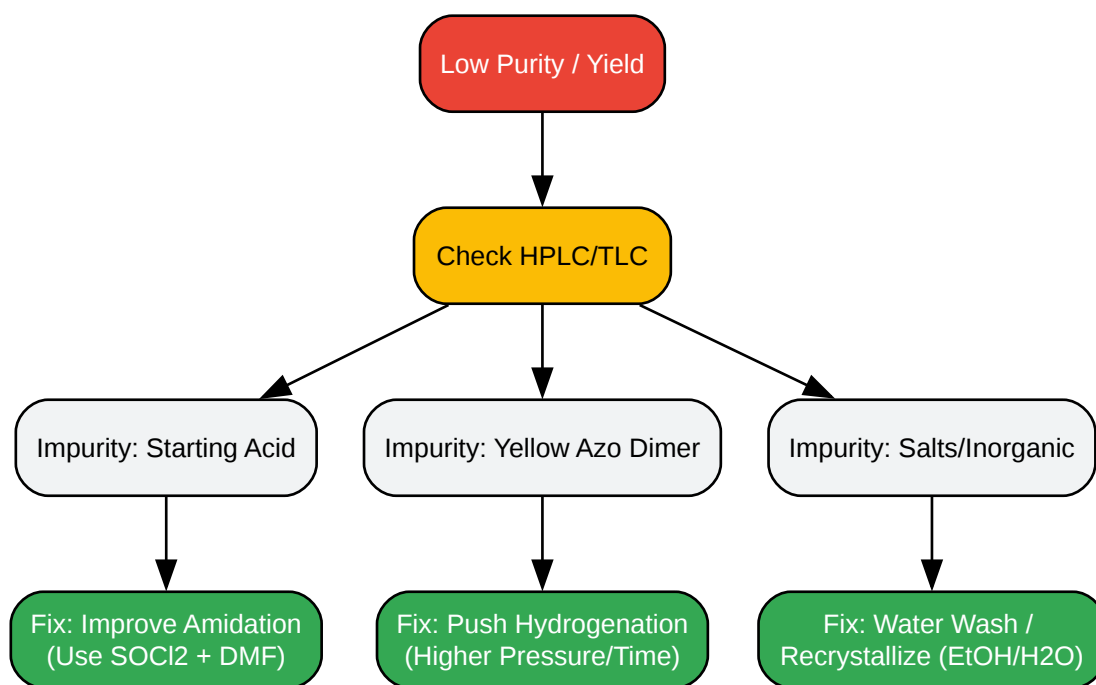 Low Purity / Yield
Check HPLC/TLC
Impurity: Starting Acid
Impurity: Yellow Azo Dimer
Impurity: Salts/Inorganic
Fix: Improve Amidation
(Use SOCl2 + DMF)
Fix: Push Hydrogenation
(Higher Pressure/Time)
Fix: Water Wash /
Recrystallize (EtOH/H2O)